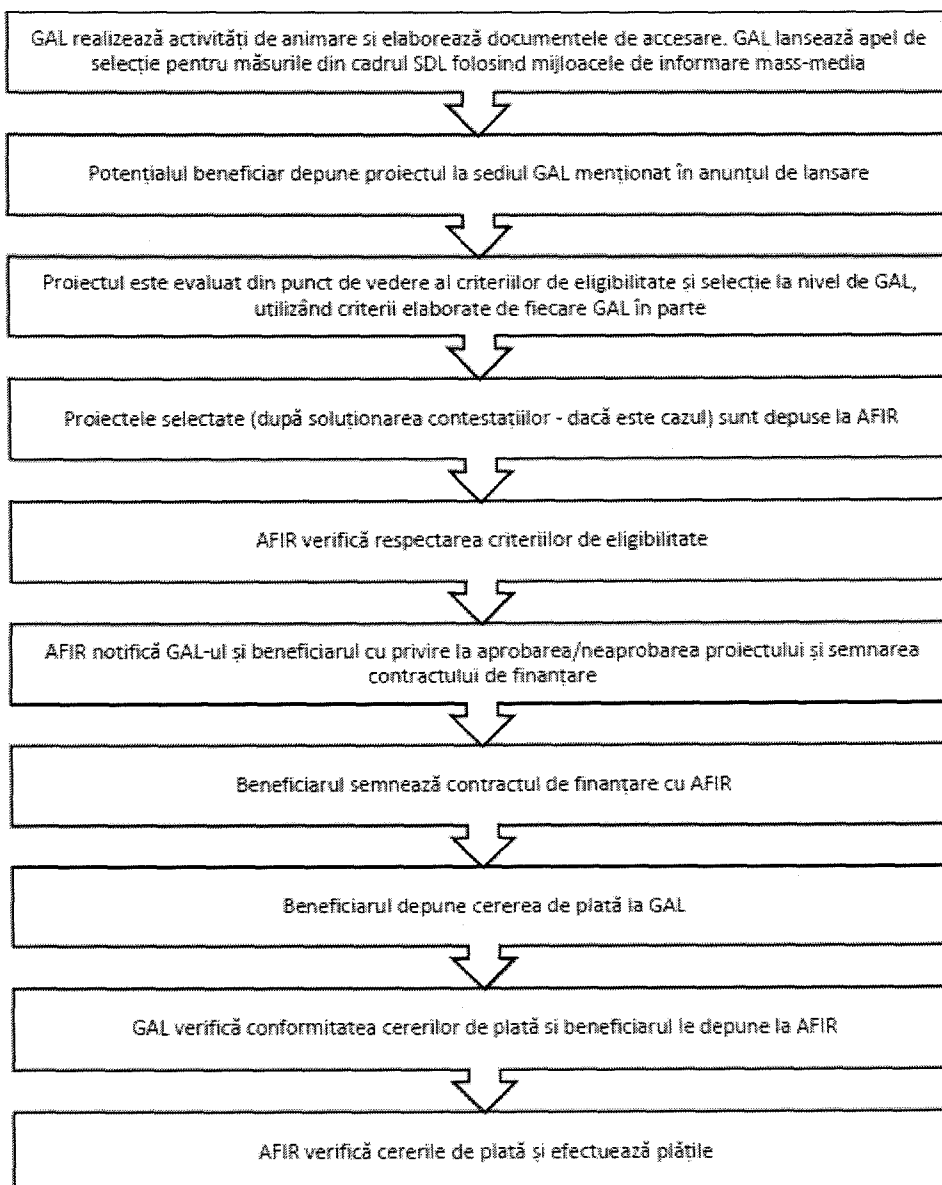 GAL realizează activități de animare si elaborează documentele de accesare. GAL lansează apel de
selecție pentru măsurile din cadrul SDL folosind mijloacele de informare mass-media
Potențialul beneficiar depune proiectul la sediul GAL menționat în anunțul de lansare
Proiectul este evaluat din punct de vedere al criteriilor de eligibilitate și selecție la nivel de GAL,
utilizând criterii elaborate de fiecare GAL în parte
Proiectele selectate (după soluționarea contestațiilor - dacă este cazul) sunt depuse la AFIR
AFIR verifică respectarea criteriilor de eligibilitate
AFIR notifică GAL-ul și beneficiarul cu privire la aprobarea/neaprobarea proiectului și semnarea
contractului de finanțare
Beneficiarul semnează contractul de finanțare cu AFIR
Beneficiarul depune cererea de plată la GAL
GAL verifică conformitatea cererilor de plată si beneficiarul le depune la AFIR
AFIR verifică cererile de plată și efectuează plățile